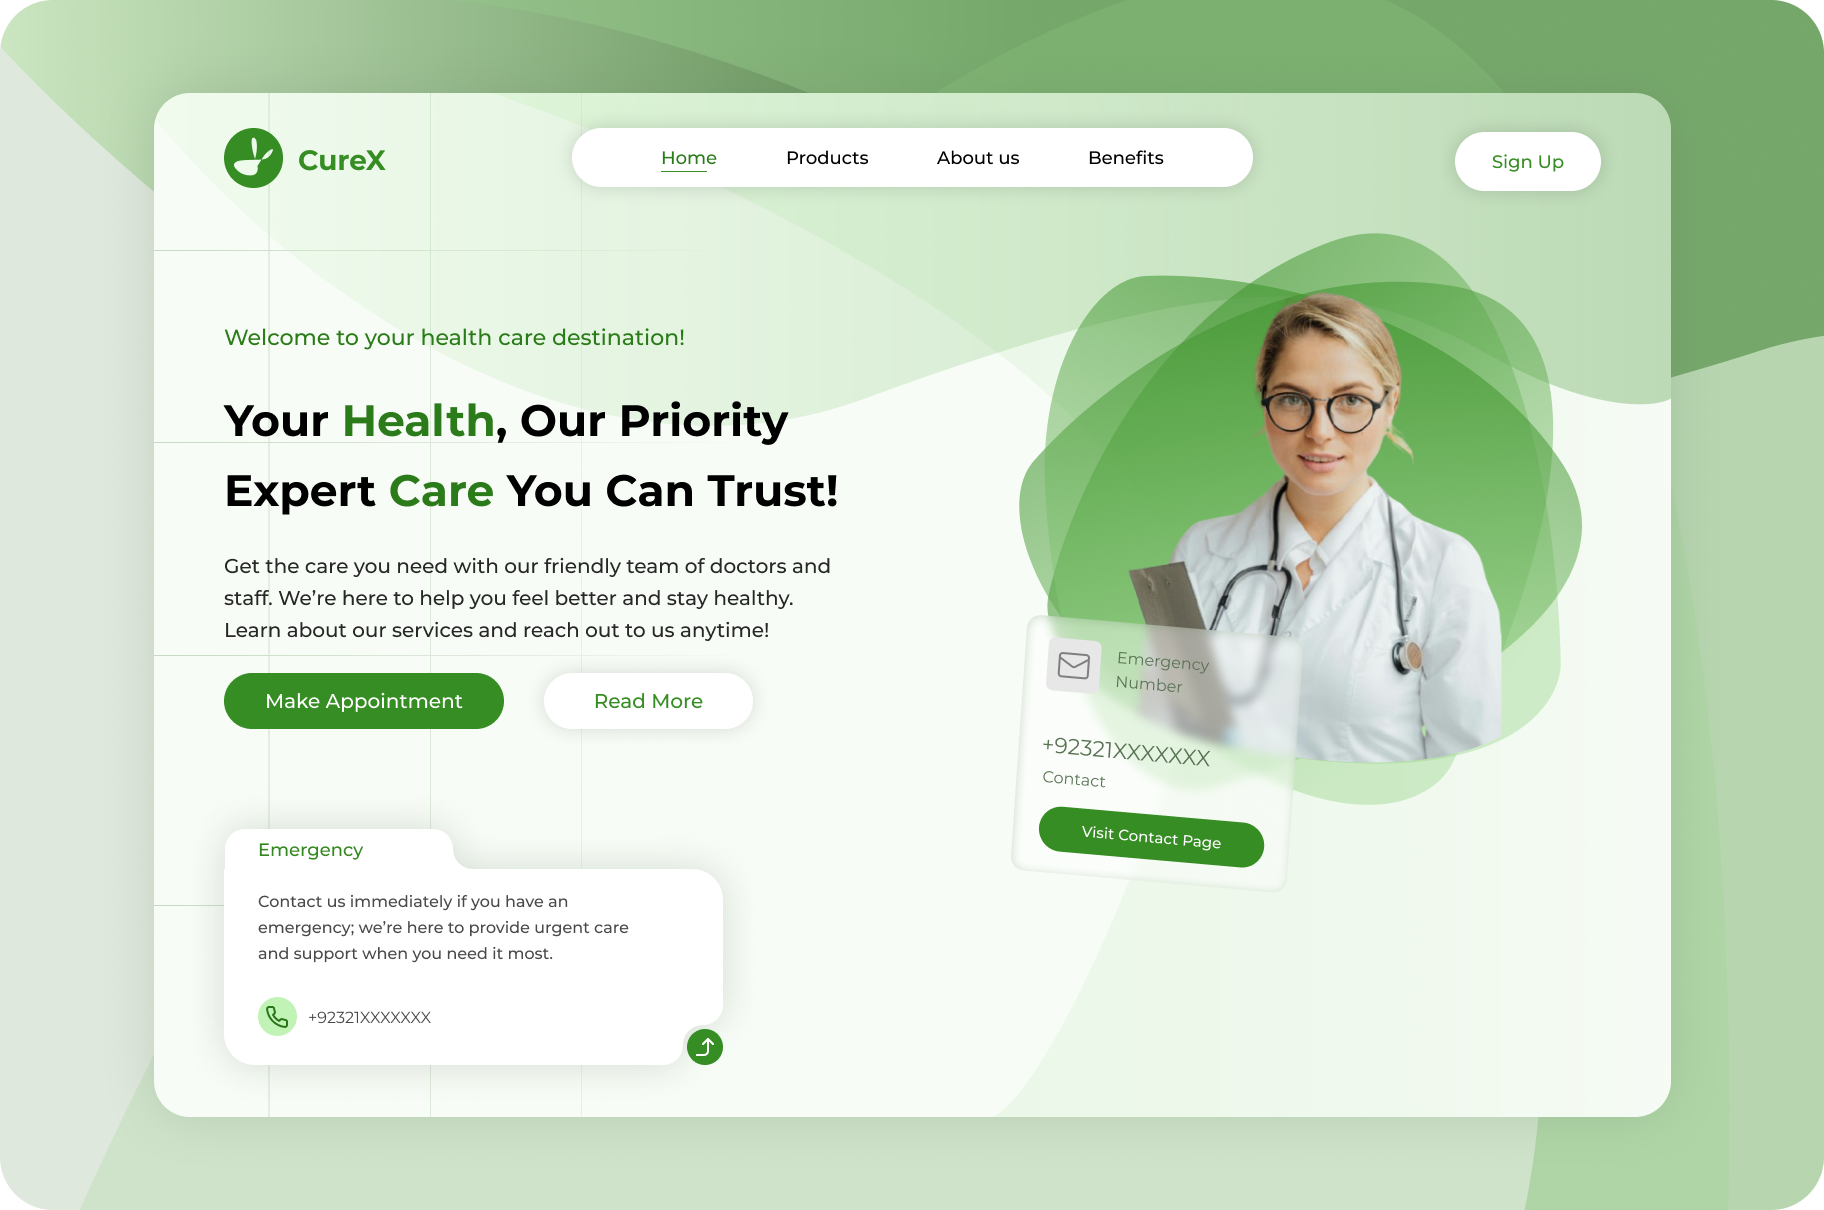 CureX
Home
Products
About us
Benefits
Sign Up
Welcome to your health care destination!
Your Health, Our Priority
Expert Care You Can Trust!
Get the care you need with our friendly team of doctors and
staff. We’re here to help you feel better and stay healthy.
Learn about our services and reach out to us anytime!
Make Appointment
Read More
Emergency
Number
+92321XXXXXXX
Contact
Visit Contact Page
Emergency
Contact us immediately if you have an
emergency; we’re here to provide urgent care
and support when you need it most.
+92321XXXXXXX